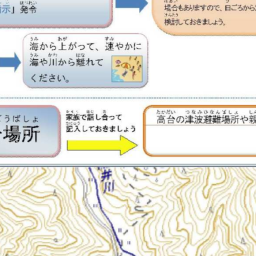 指示」発令
場合もありますので、日ごろから
検討しておきましょう。
海から上がって、速やかに
海や川から離れて
ください。
場所
家族で話し合って
記入しておきましょう
高台の津波避難場所や
井川